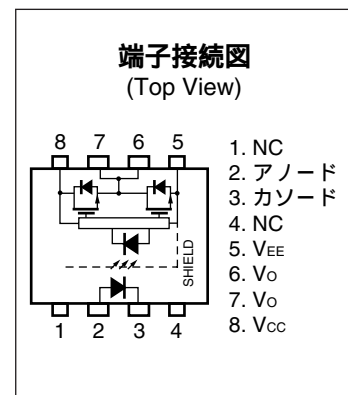 端子接続図
(Top View)
8 7 6 5
SHIELD
1 2 3 4
1. NC
2. アノード
3. カソード
4. NC
5. VEE
6. VO
7. VO
8. VCC